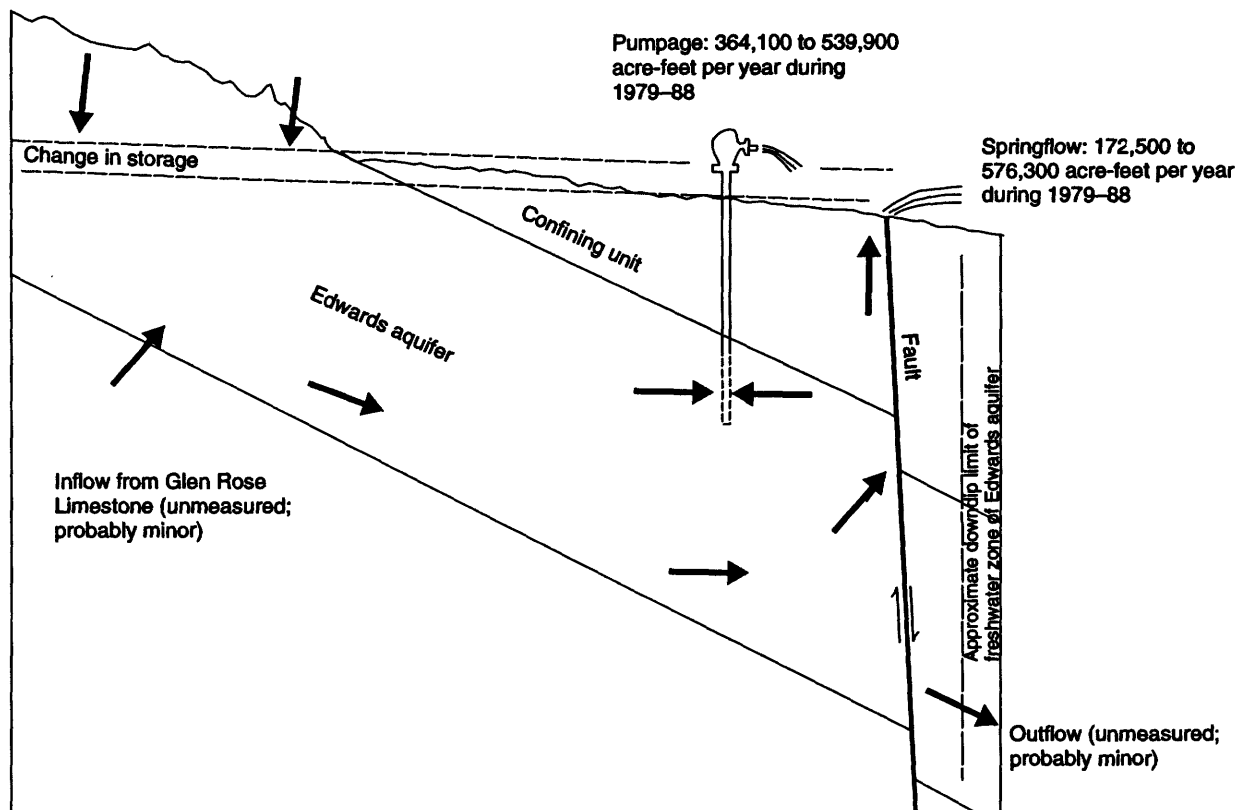 Pumpage: 364,100 to 539,900
acre-feet per year during
1979–88
Springflow: 172,500 to
576,300 acre-feet per year
during 1979–88
Change in storage
Confining unit
Edwards aquifer
Fault
Approximate downdip limit of
freshwater zone of Edwards aquifer
Inflow from Glen Rose
Limestone (unmeasured;
probably minor)
Outflow (unmeasured;
probably minor)